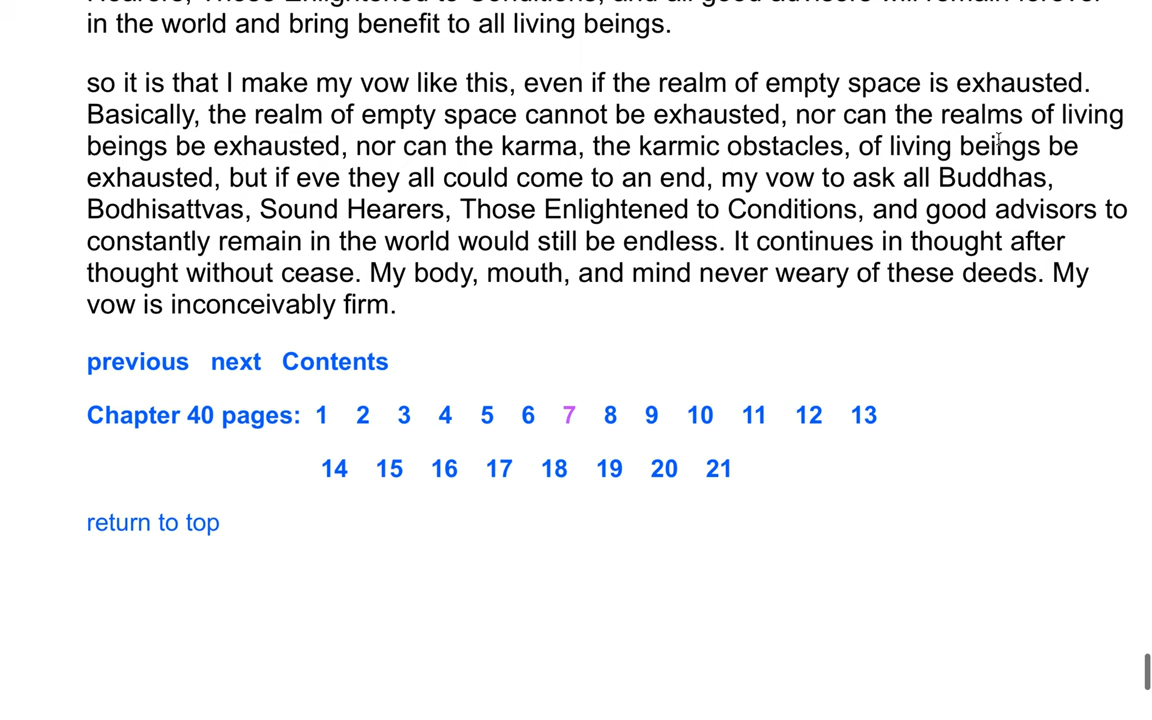 in the world and bring benefit to all living beings.
so it is that I make my vow like this, even if the realm of empty space is exhausted.
Basically, the realm of empty space cannot be exhausted, nor can the realms of living
beings be exhausted, nor can the karma, the karmic obstacles, of living beings be
exhausted, but if eve they all could come to an end, my vow to ask all Buddhas,
Bodhisattvas, Sound Hearers, Those Enlightened to Conditions, and good advisors to
constantly remain in the world would still be endless. It continues in thought after
thought without cease. My body, mouth, and mind never weary of these deeds. My
vow is inconceivably firm.
previous next Contents
Chapter 40 pages: 1 2 3 4 5 6 7 8 9 10 11 12 13
14 15 16 17 18 19 20 21
return to top